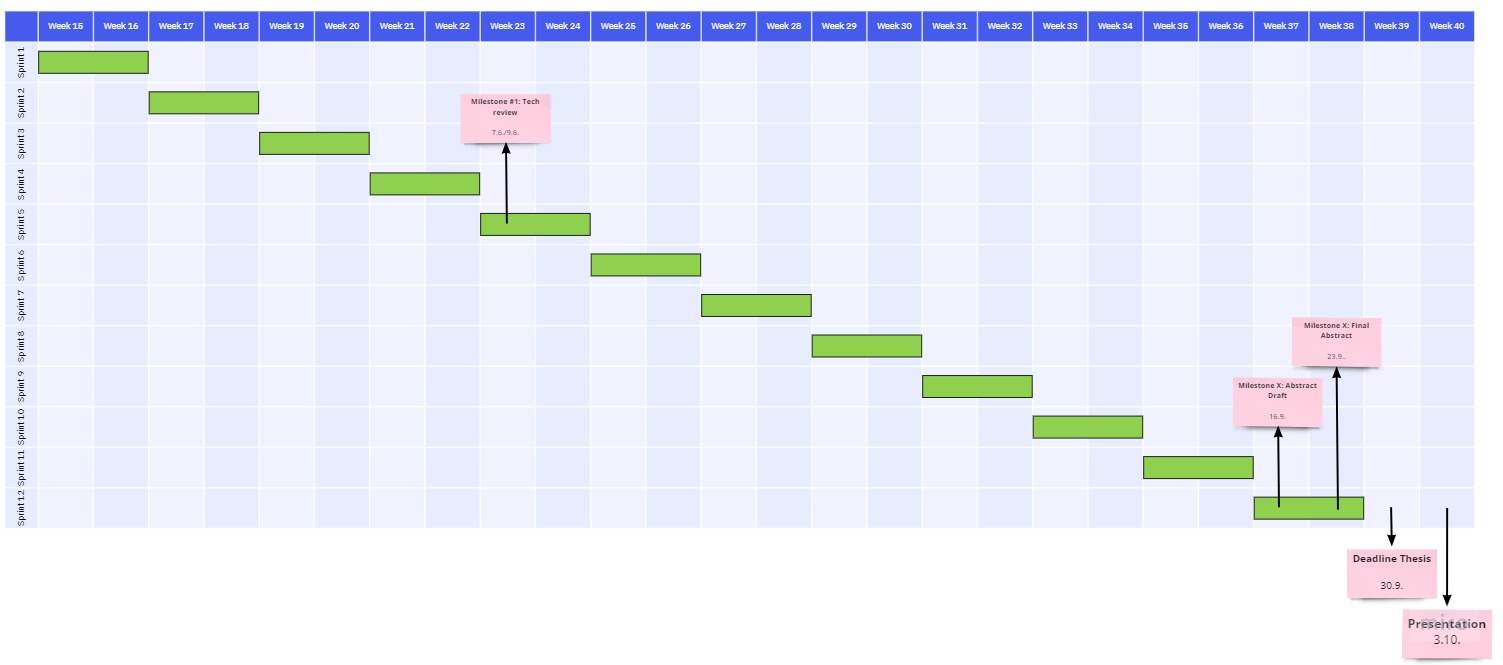 Week 15 Week 16 Week 17 Week 18 Week 19 Week 20 Week 21 Week 22 Week 23 Week 24 Week 25 Week 26 Week 27 Week 28 Week 29 Week 30 Week 31 Week 32 Week 33 Week 34 Week 35 Week 36 Week 37 Week 38 Week 39 Week 40
Sprint 1
Sprint 2
Milestone #1: Tech
review
7.6./9.6.
Sprint 3
Sprint 4
Sprint 5
Sprint 6
Sprint 7
Sprint 8
Milestone X: Final
Abstract
23.9..
Sprint 9
Milestone X: Abstract
Draft
16.9.
Sprint 10
Sprint 11
Sprint 12
Deadline Thesis
30.9.
Presentation
3.10.
miro